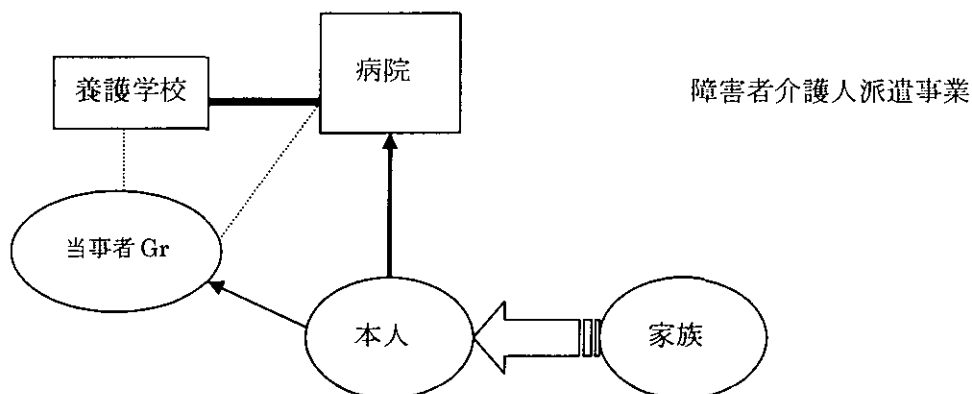 病院
養護学校
障害者介護人派遣事業
当事者 Gr
本人
家族